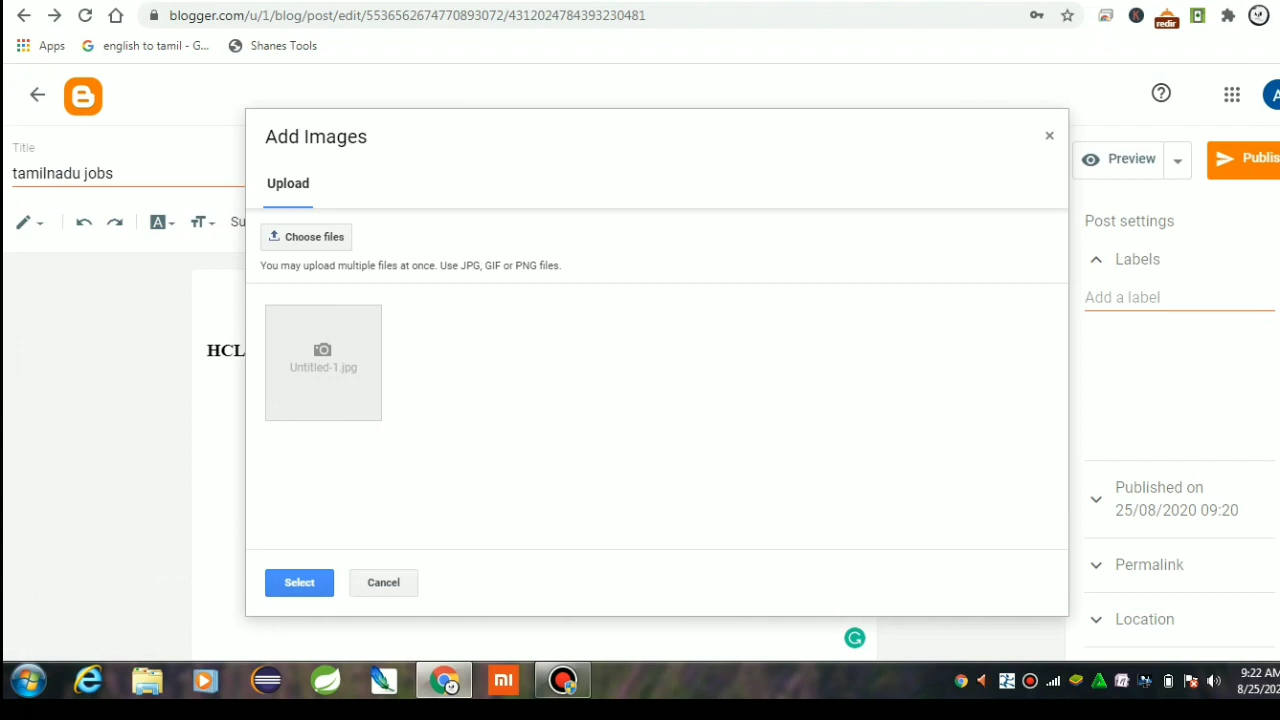 blogger.com/u/1/blog/post/edit/5536562674770893072/4312024784393230481
redir
Apps
english to tamil - G...
Shanes Tools
Add Images
Title
Upload
Preview
Publis
tamilnadu jobs
Su
Post settings
Choose files
Labels
You may upload multiple files at once. Use JPG, GIF or PNG files.
Add a label
HCL
Untitled-1.jpg
Published on
25/08/2020 09:20
Permalink
Select
Cancel
Location
9:22 AM
8/25/202